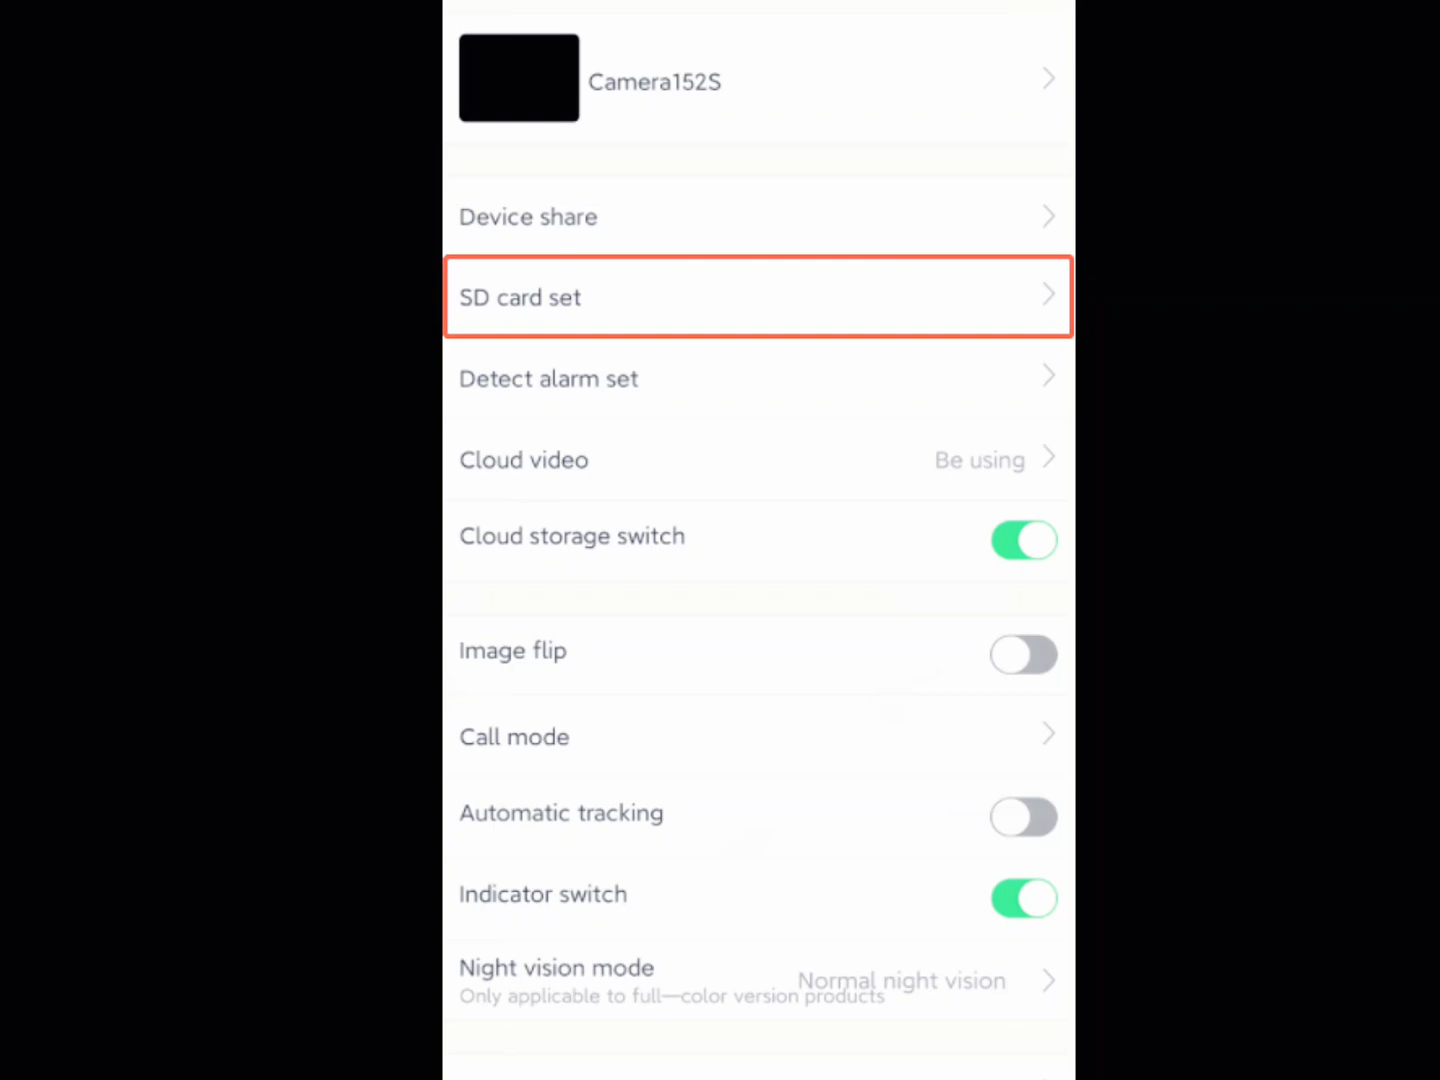 Camera152S
Device share
SD card set
Detect alarm set
Cloud video
Be using
Cloud storage switch
Image flip
Call mode
Automatic tracking
Indicator switch
Night vision mode
Normal night vision
Only applicable to full—color version products